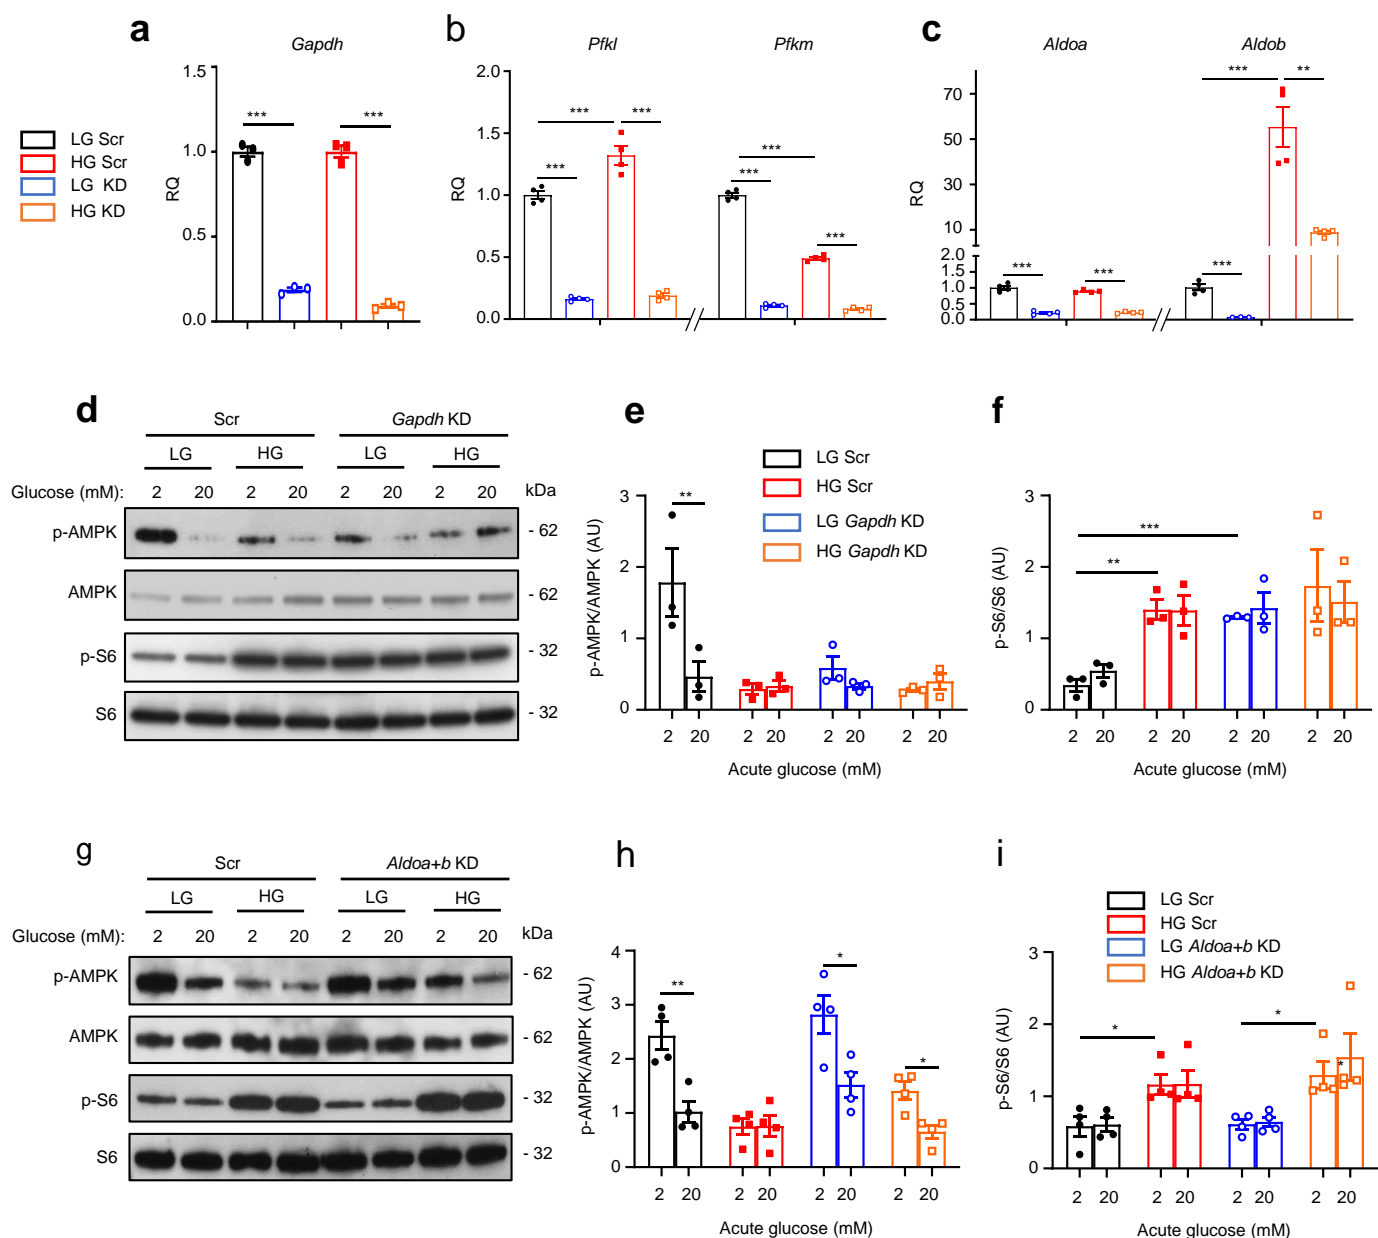 a
Gapdh
b
Pfkl
Pfkm
c
Aldoa
Aldob
LG Scr
HG Scr
LG KD
HG KD
RQ
1.5
1.0
0.5
0.0
***
***
RQ
2.0
1.5
1.0
0.5
0.0
***
***
***
***
***
***
RQ
70
50
30
10
2.0
1.5
1.0
0.5
0.0
***
***
***
***
**
d
Scr
Gapdh KD
LG
HG
LG
HG
Glucose (mM):
2
20
2
20
2
20
2
20
kDa
p-AMPK
- 62
AMPK
- 62
p-S6
- 32
S6
- 32
e
LG Scr
HG Scr
LG Gapdh KD
HG Gapdh KD
p-AMPK/AMPK (AU)
3
2
1
0
**
2
20
2
20
2
20
2
20
Acute glucose (mM)
f
p-S6/S6 (AU)
3
2
1
0
***
**
2
20
2
20
2
20
2
20
Acute glucose (mM)
g
Scr
Aldoa+b KD
LG
HG
LG
HG
Glucose (mM):
2
20
2
20
2
20
2
20
kDa
p-AMPK
- 62
AMPK
- 62
p-S6
- 32
S6
- 32
h
p-AMPK/AMPK (AU)
4
3
2
1
0
**
*
*
2
20
2
20
2
20
2
20
Acute glucose (mM)
i
LG Scr
HG Scr
LG Aldoa+b KD
HG Aldoa+b KD
p-S6/S6 (AU)
3
2
1
0
*
*
*
2
20
2
20
2
20
2
20
Acute glucose (mM)